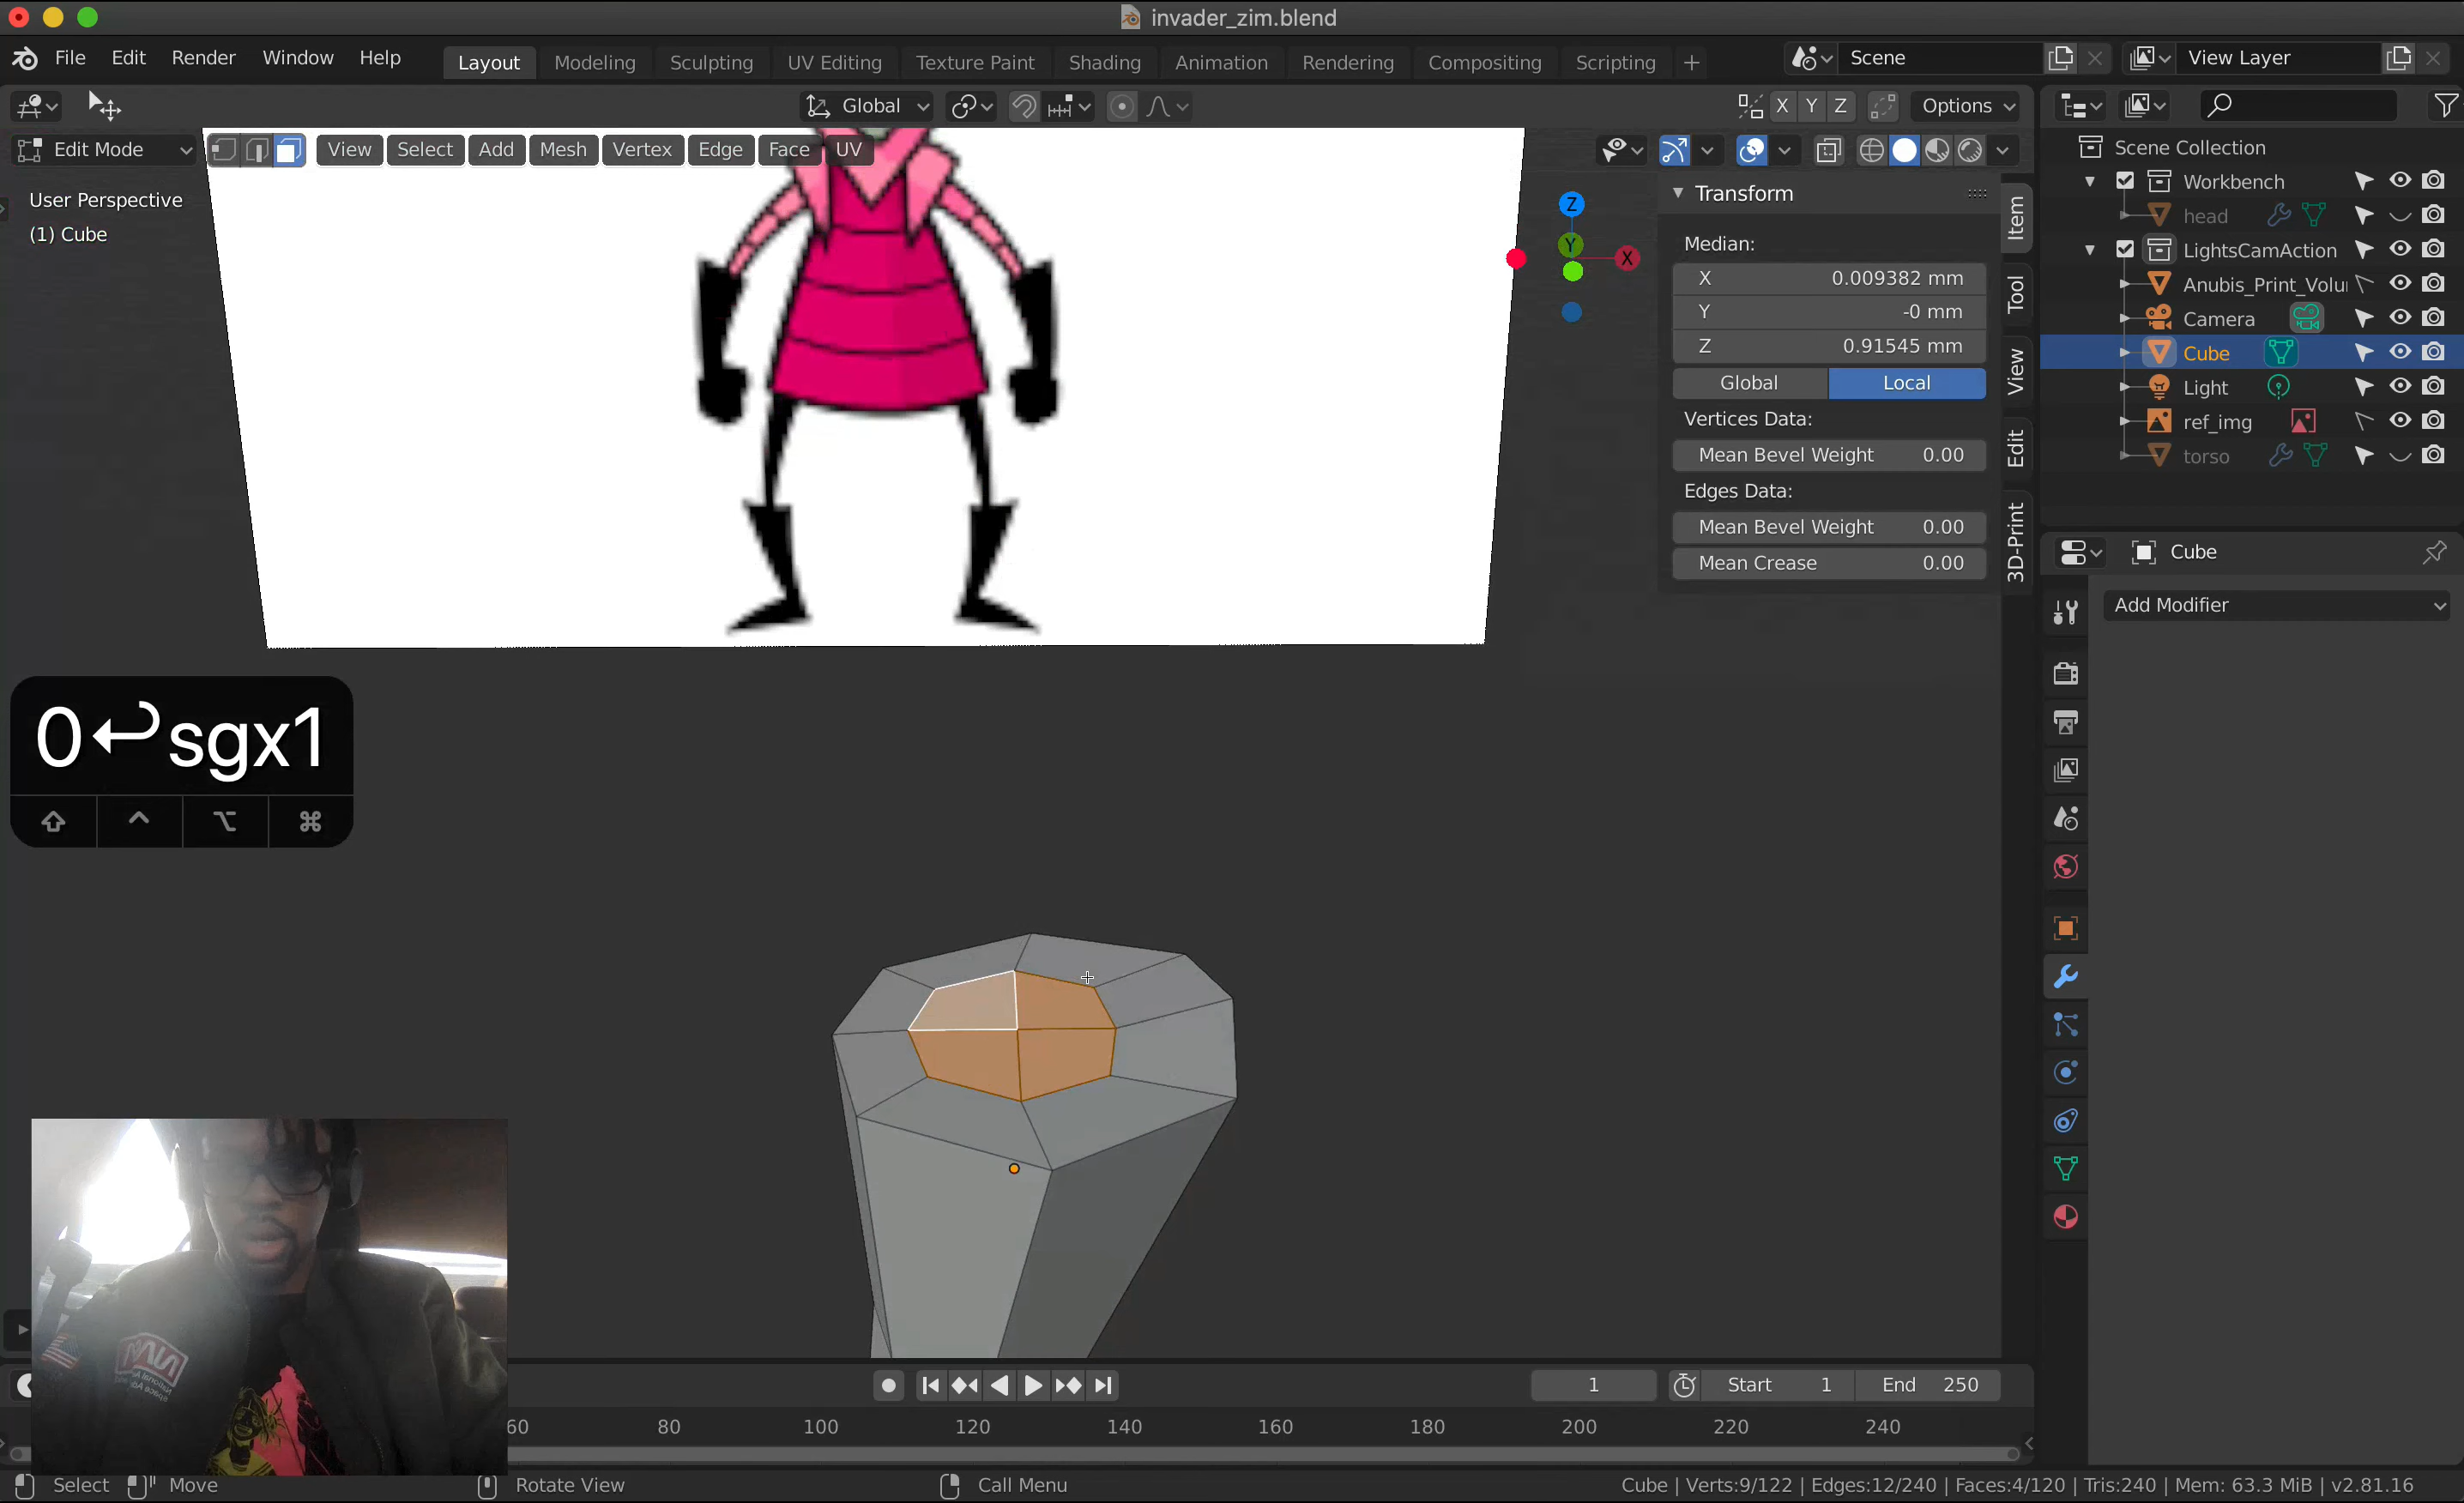 invader_zim.blend
File Edit Render Window Help Layout Modeling Sculpting UV Editing Texture Paint Shading Animation Rendering Compositing Scripting + Scene View Layer
Global X Y Z Options
Edit Mode View Select Add Mesh Vertex Edge Face UV
User Perspective
(1) Cube
Z
Y
X
Transform
Median:
X 0.009382 mm
Y -0 mm
Z 0.91545 mm
Global Local
Vertices Data:
Mean Bevel Weight 0.00
Edges Data:
Mean Bevel Weight 0.00
Mean Crease 0.00
Item
Tool
View
Edit
3D-Print
Scene Collection
Workbench
head
LightsCamAction
Anubis_Print_Volu
Camera
Cube
Light
ref_img
torso
Cube
Add Modifier
0↩sgx1
⇧ ^ ⌥ ⌘
1 Start 1 End 250
60 80 100 120 140 160 180 200 220 240
Select Move Rotate View Call Menu Cube | Verts:9/122 | Edges:12/240 | Faces:4/120 | Tris:240 | Mem: 63.3 MiB | v2.81.16